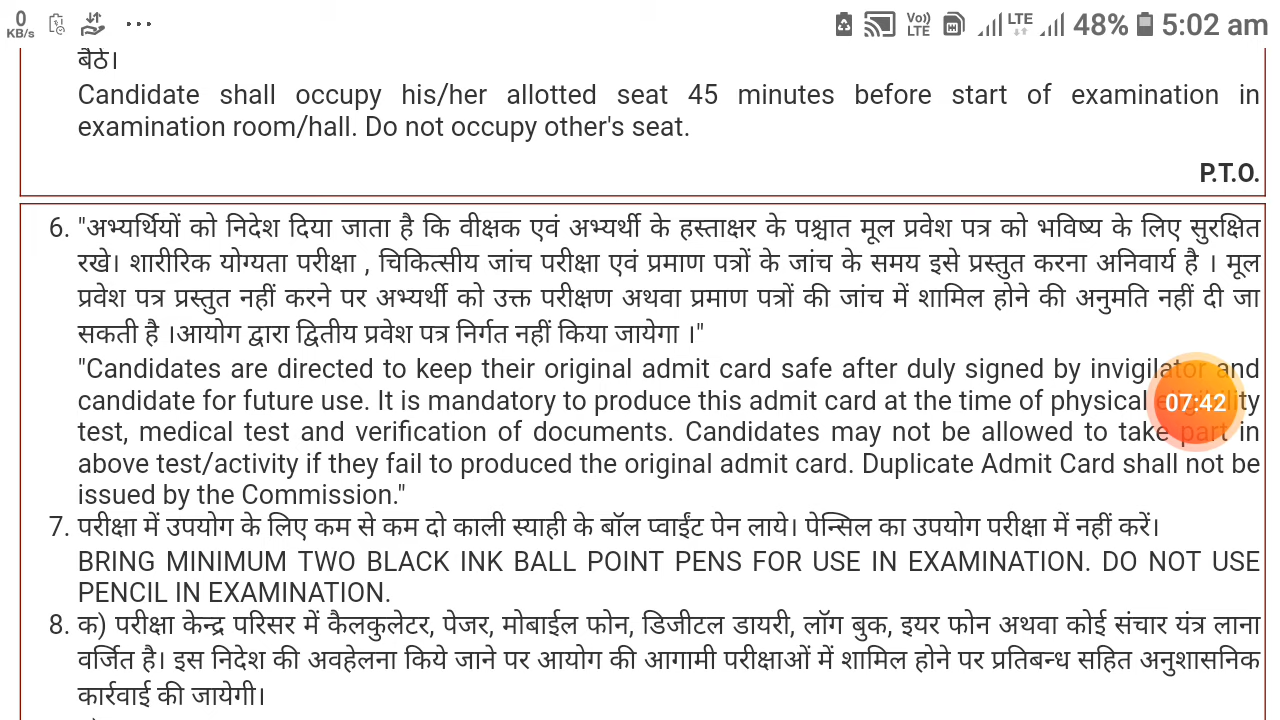 0
KB/s
...
Vo))
LTE
LTE
48%
5:02 am
बैठे।
Candidate shall occupy his/her allotted seat 45 minutes before start of examination in
examination room/hall. Do not occupy other's seat.
P.T.O.
6. "अभ्यर्थियों को निदेश दिया जाता है कि वीक्षक एवं अभ्यर्थी के हस्ताक्षर के पश्चात मूल प्रवेश पत्र को भविष्य के लिए सुरक्षित
रखे। शारीरिक योग्यता परीक्षा , चिकित्सीय जांच परीक्षा एवं प्रमाण पत्रों के जांच के समय इसे प्रस्तुत करना अनिवार्य है । मूल
प्रवेश पत्र प्रस्तुत नहीं करने पर अभ्यर्थी को उक्त परीक्षण अथवा प्रमाण पत्रों की जांच में शामिल होने की अनुमति नहीं दी जा
सकती है ।आयोग द्वारा द्वितीय प्रवेश पत्र निर्गत नहीं किया जायेगा ।"
"Candidates are directed to keep their original admit card safe after duly signed by invigilator and
candidate for future use. It is mandatory to produce this admit card at the time of physical eligibility
07:42
test, medical test and verification of documents. Candidates may not be allowed to take part in
above test/activity if they fail to produced the original admit card. Duplicate Admit Card shall not be
issued by the Commission."
7. परीक्षा में उपयोग के लिए कम से कम दो काली स्याही के बॉल प्वाईंट पेन लाये। पेन्सिल का उपयोग परीक्षा में नहीं करें।
BRING MINIMUM TWO BLACK INK BALL POINT PENS FOR USE IN EXAMINATION. DO NOT USE
PENCIL IN EXAMINATION.
8. क) परीक्षा केन्द्र परिसर में कैलकुलेटर, पेजर, मोबाईल फोन, डिजीटल डायरी, लॉग बुक, इयर फोन अथवा कोई संचार यंत्र लाना
वर्जित है। इस निदेश की अवहेलना किये जाने पर आयोग की आगामी परीक्षाओं में शामिल होने पर प्रतिबन्ध सहित अनुशासनिक
कार्रवाई की जायेगी।